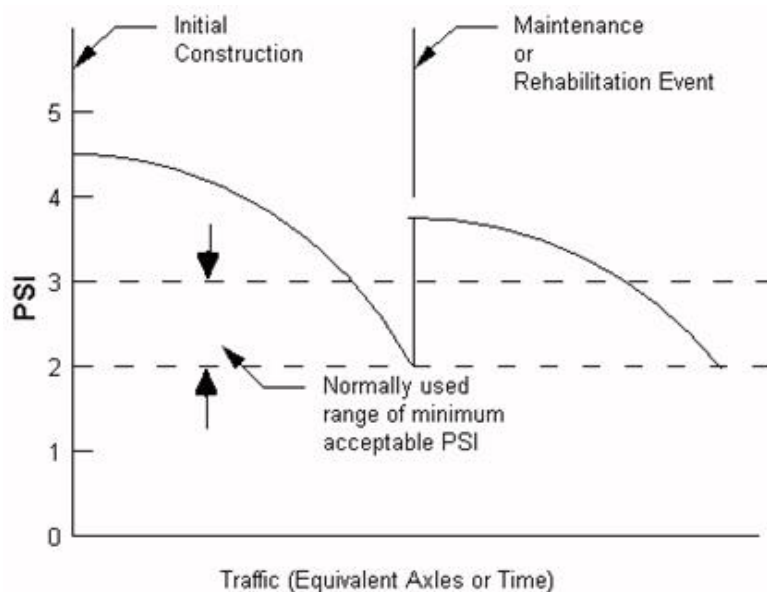 Initial
Construction
Maintenance
or
Rehabilitation Event
5
4
3
2
1
0
PSI
Normally used
range of minimum
acceptable PSI
Traffic (Equivalent Axles or Time)